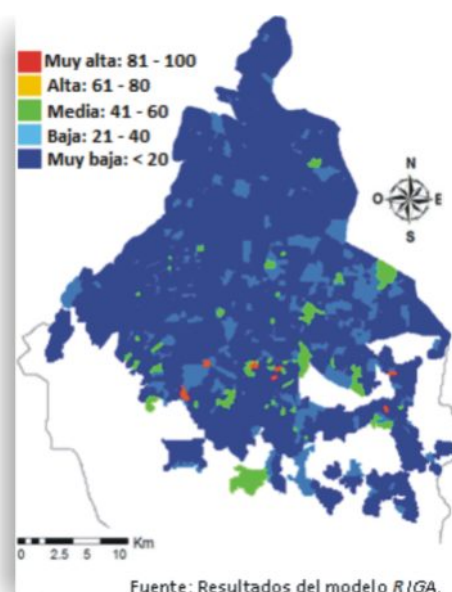 Muy alta: 81 - 100
Alta: 61 - 80
Media: 41 - 60
Baja: 21 - 40
Muy baja: < 20
N
O E
S
Km
0 2.5 5 10
Fuente: Resultados del modelo RIGA.